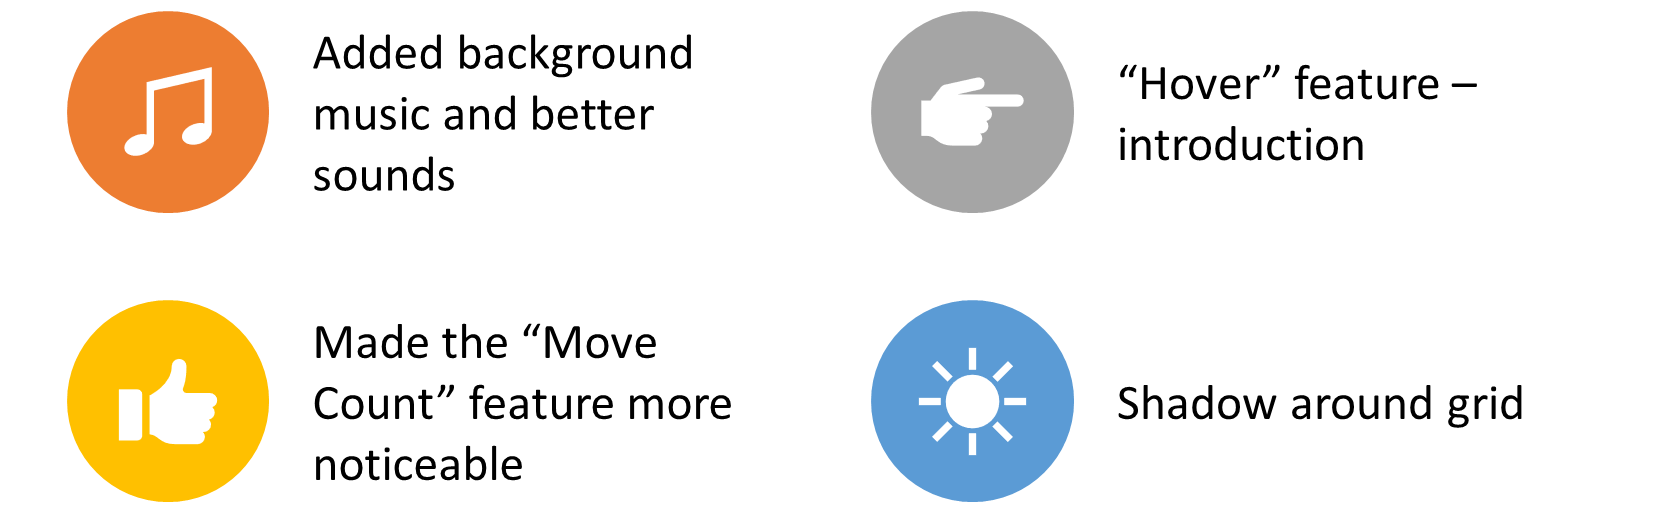 Added background
music and better
sounds
“Hover” feature –
introduction
Made the “Move
Count” feature more
noticeable
Shadow around grid